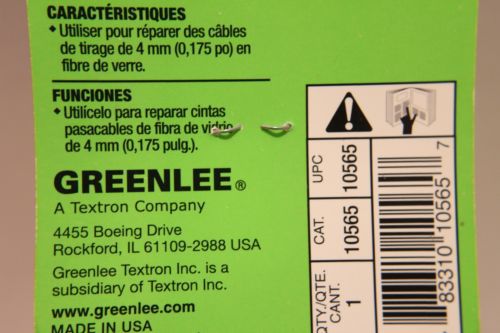 CARACTÉRISTIQUES
◆ Utiliser pour réparer des câbles
de tirage de 4 mm (0,175 po) en
fibre de verre.
FUNCIONES
◆ Utilícelo para reparar cintas
pasacables de fibra de vidrio
de 4 mm (0,175 pulg.).
GREENLEE®
A Textron Company
4455 Boeing Drive
Rockford, IL 61109-2988 USA
Greenlee Textron Inc. is a
subsidiary of Textron Inc.
www.greenlee.com
MADE IN USA
UPC 10565
CAT. 10565
QTY./QTE.
CANT. 1
83310 10565 7